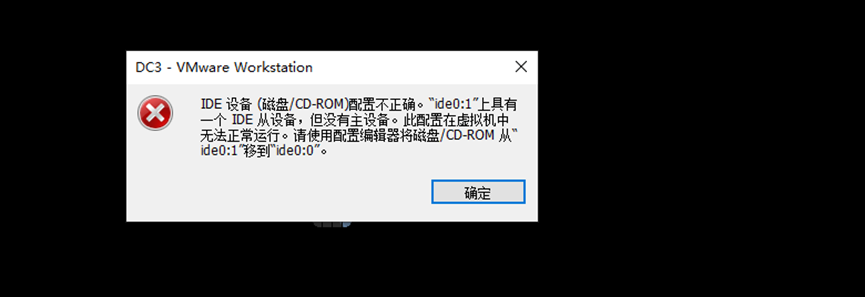 DC3 - VMware Workstation
IDE 设备 (磁盘/CD-ROM)配置不正确。“ide0:1”上具有
一个 IDE 从设备，但没有主设备。此配置在虚拟机中
无法正常运行。请使用配置编辑器将磁盘/CD-ROM 从“
ide0:1”移到“ide0:0”。
确定